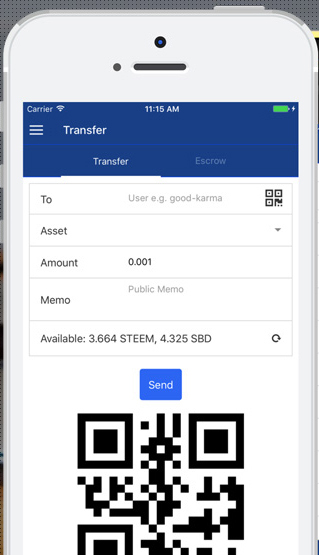 Carrier 11:15 AM
Transfer
Transfer Escrow
To User e.g. good-karma
Asset
Amount 0.001
Memo Public Memo
Available: 3.664 STEEM, 4.325 SBD
Send